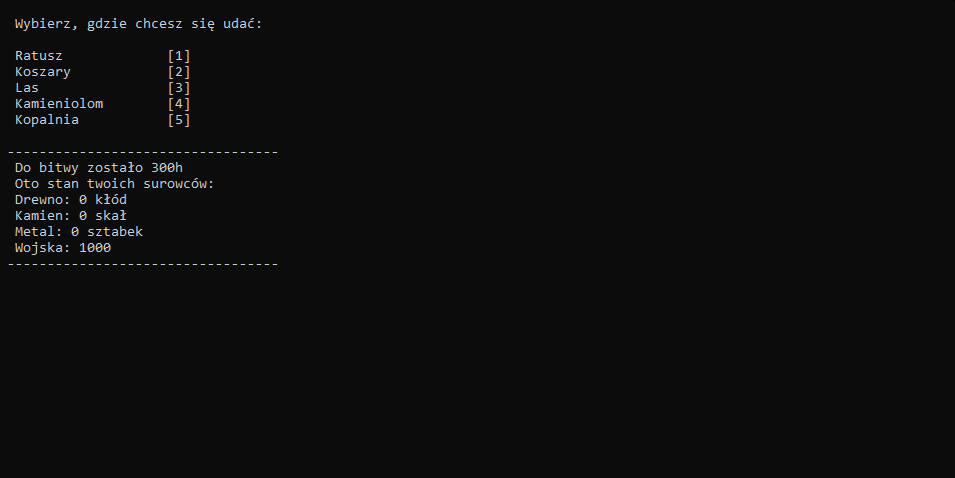 Wybierz, gdzie chcesz się udać:
Ratusz [1]
Koszary [2]
Las [3]
Kamieniolom [4]
Kopalnia [5]
----------------------------------
Do bitwy zostało 300h
Oto stan twoich surowców:
Drewno: 0 kłód
Kamien: 0 skał
Metal: 0 sztabek
Wojska: 1000
----------------------------------